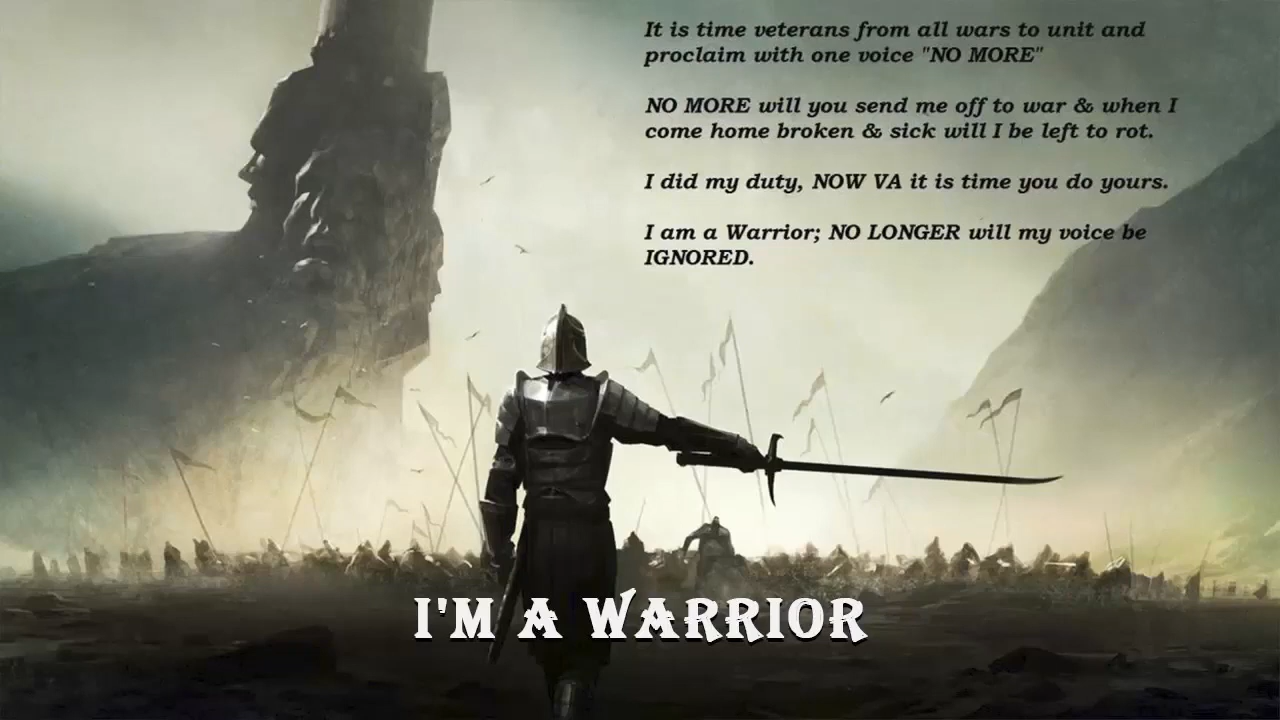 It is time veterans from all wars to unit and
proclaim with one voice "NO MORE"
NO MORE will you send me off to war & when I
come home broken & sick will I be left to rot.
I did my duty, NOW VA it is time you do yours.
I am a Warrior; NO LONGER will my voice be
IGNORED.
I'M A WARRIOR